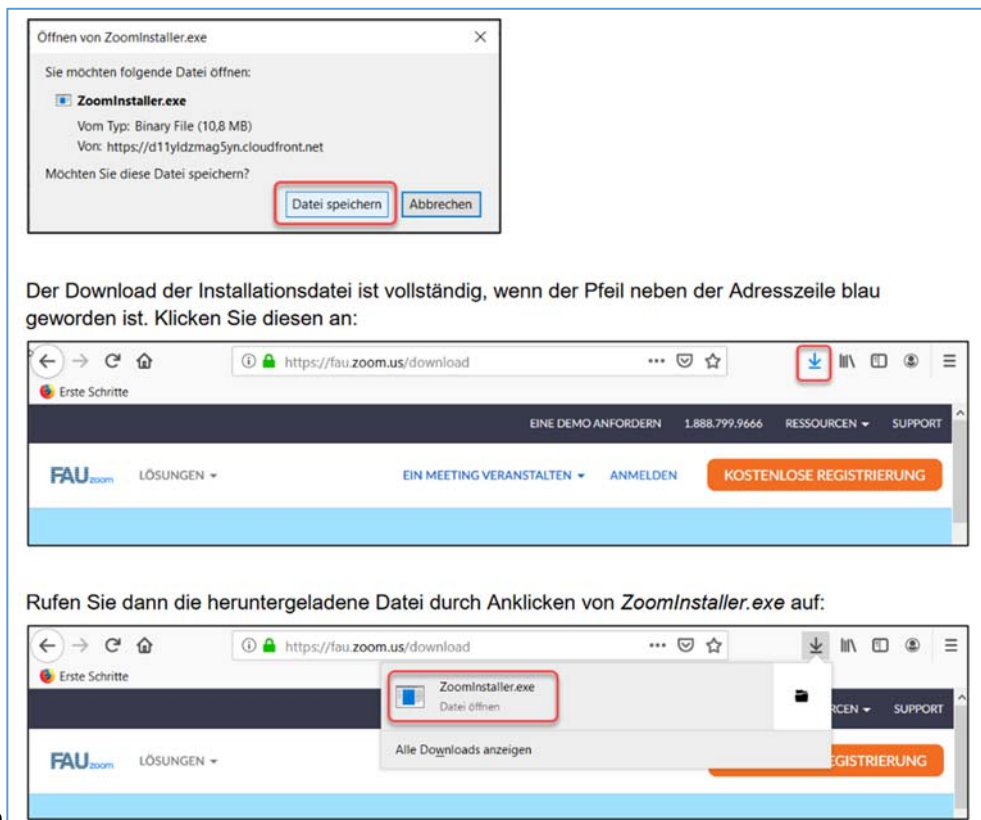 Öffnen von ZoomInstaller.exe
Sie möchten folgende Datei öffnen:
ZoomInstaller.exe
Vom Typ: Binary File (10,8 MB)
Von: https://d11yldzmag5yn.cloudfront.net
Möchten Sie diese Datei speichern?
Datei speichern Abbrechen
Der Download der Installationsdatei ist vollständig, wenn der Pfeil neben der Adresszeile blau
geworden ist. Klicken Sie diesen an:
https://fau.zoom.us/download
Erste Schritte
EINE DEMO ANFORDERN 1.888.799.9666 RESSOURCEN SUPPORT
FAU zoom LÖSUNGEN EIN MEETING VERANSTALTEN ANMELDEN KOSTENLOSE REGISTRIERUNG
Rufen Sie dann die heruntergeladene Datei durch Anklicken von ZoomInstaller.exe auf:
https://fau.zoom.us/download
Erste Schritte
ZoomInstaller.exe
Datei öffnen
RCEN SUPPORT
Alle Downloads anzeigen
FAU zoom LÖSUNGEN EGISTRIERUNG